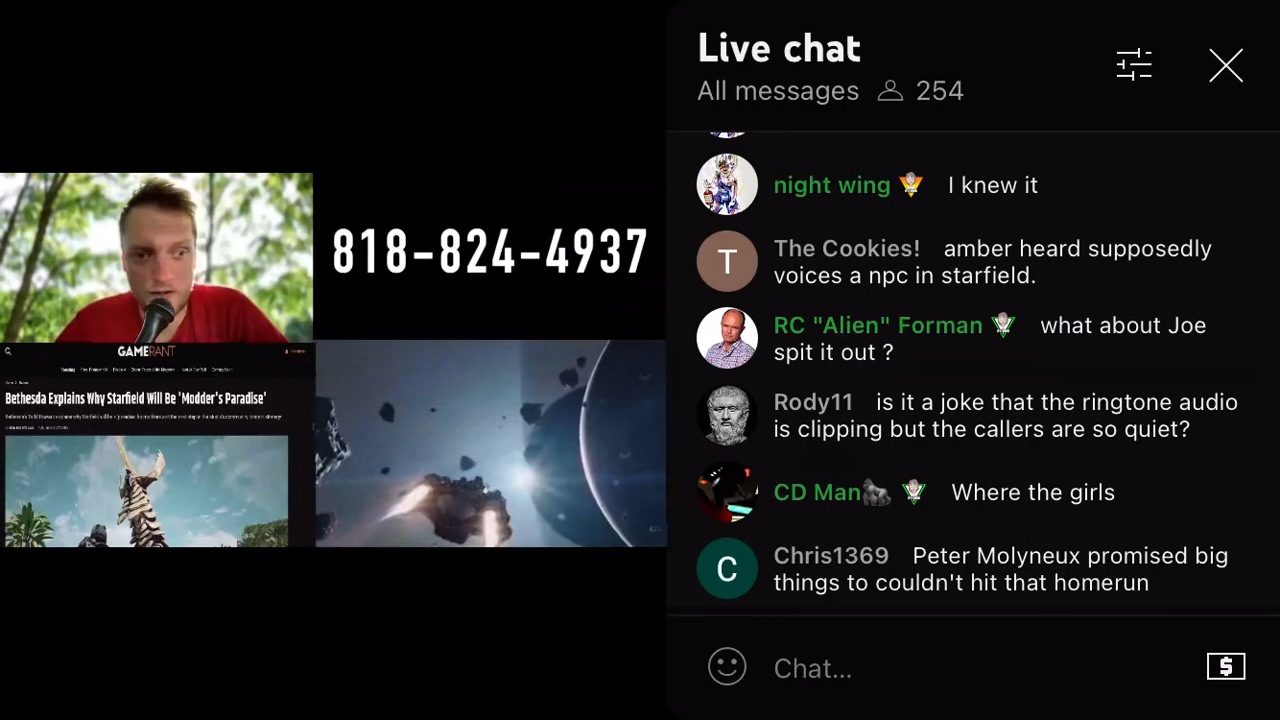 Live chat
All messages 254
night wing I knew it
The Cookies! amber heard supposedly
voices a npc in starfield.
RC "Alien" Forman what about Joe
spit it out ?
Rody11 is it a joke that the ringtone audio
is clipping but the callers are so quiet?
CD Man Where the girls
Chris1369 Peter Molyneux promised big
things to couldn't hit that homerun
Chat...
818-824-4937
GAMERANT
Trending
Bethesda Explains Why Starfield Will Be 'Modder's Paradise'
T
C
$